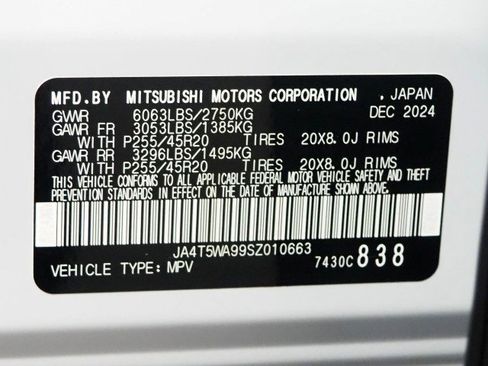 MFD.BY MITSUBISHI MOTORS CORPORATION , JAPAN
GVWR 6063LBS/2750KG DEC 2024
GAWR FR 3053LBS/1385KG
WITH P255/45R20 TIRES 20X8.0J RIMS
GAWR RR 3296LBS/1495KG
WITH P255/45R20 TIRES 20X8.0J RIMS
THIS VEHICLE CONFORMS TO ALL APPLICABLE FEDERAL MOTOR VEHICLE SAFETY AND THEFT
PREVENTION STANDARDS IN EFFECT ON THE DATE OF MANUFACTURE SHOWN ABOVE.
JA4T5WA99SZ010663
VEHICLE TYPE: MPV 7430C 838